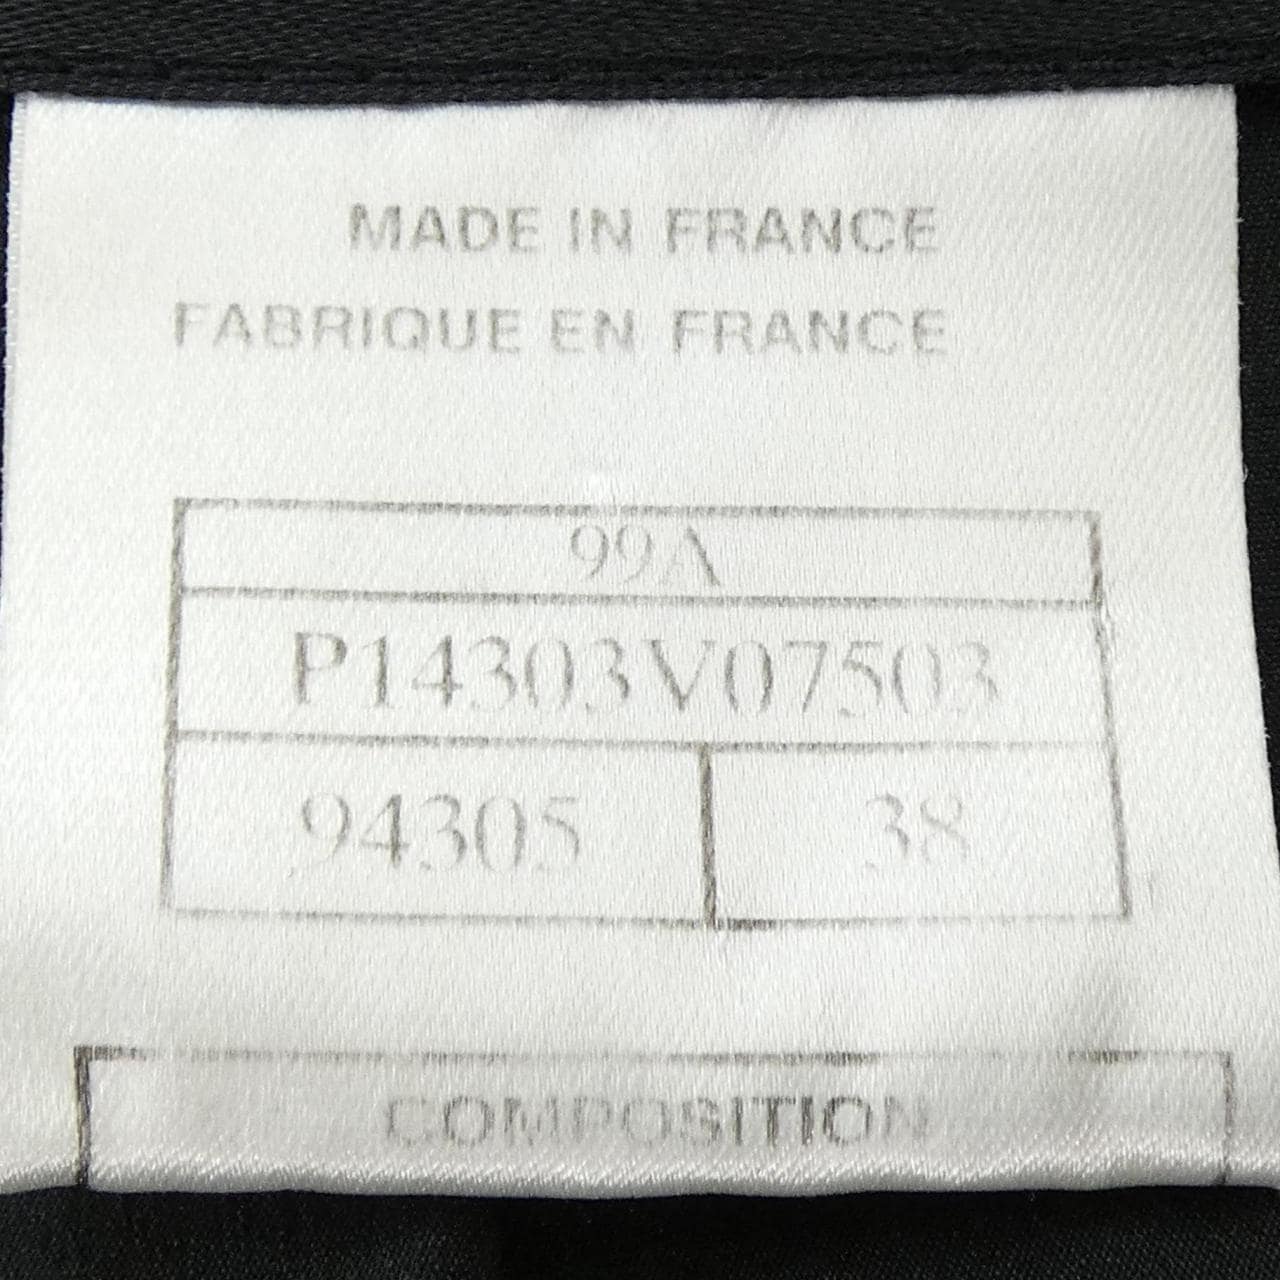 MADE IN FRANCE
FABRIQUE EN FRANCE
99A
P14303V07503
94305 38
COMPOSITION